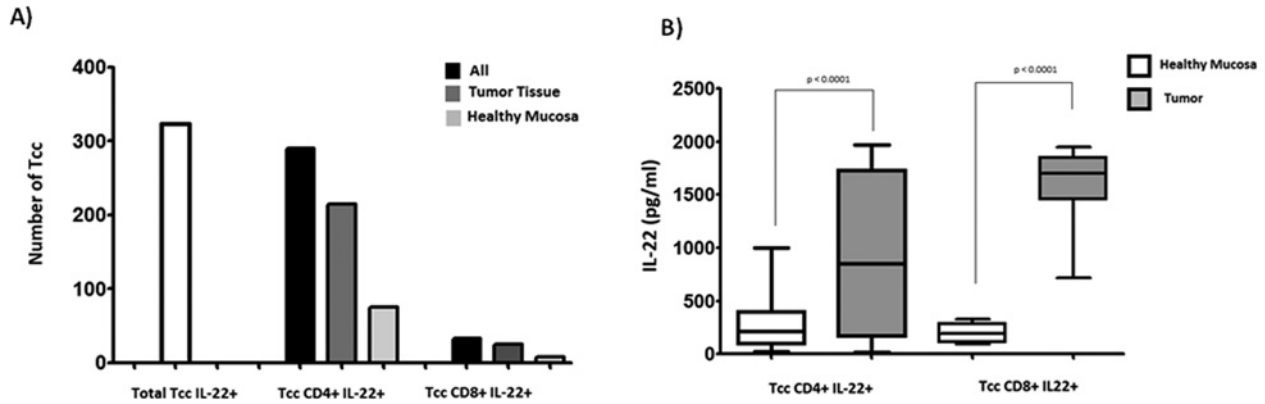 A)
400
300
200
100
0
Number of Tcc
All
Tumor Tissue
Healthy Mucosa
Total Tcc IL-22+
Tcc CD4+ IL-22+
Tcc CD8+ IL-22+
B)
2500
2000
1500
1000
500
0
IL-22 (pg/ml)
p < 0.0001
p < 0.0001
Healthy Mucosa
Tumor
Tcc CD4+ IL-22+
Tcc CD8+ IL22+